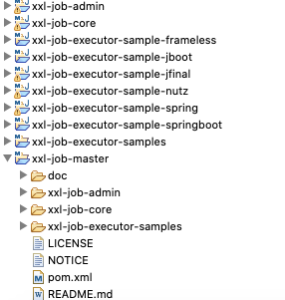 xxl-job-admin
xxl-job-core
xxl-job-executor-sample-frameless
xxl-job-executor-sample-jboot
xxl-job-executor-sample-jfinal
xxl-job-executor-sample-nutz
xxl-job-executor-sample-spring
xxl-job-executor-sample-springboot
xxl-job-executor-samples
xxl-job-master
doc
xxl-job-admin
xxl-job-core
xxl-job-executor-samples
LICENSE
NOTICE
pom.xml
README.md